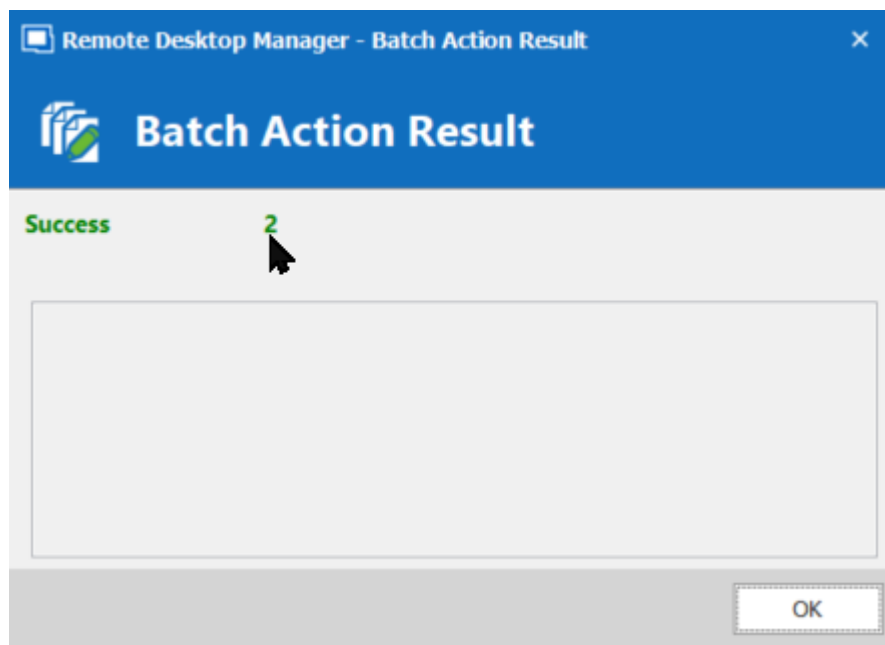 Remote Desktop Manager - Batch Action Result
Batch Action Result
Success 2
OK